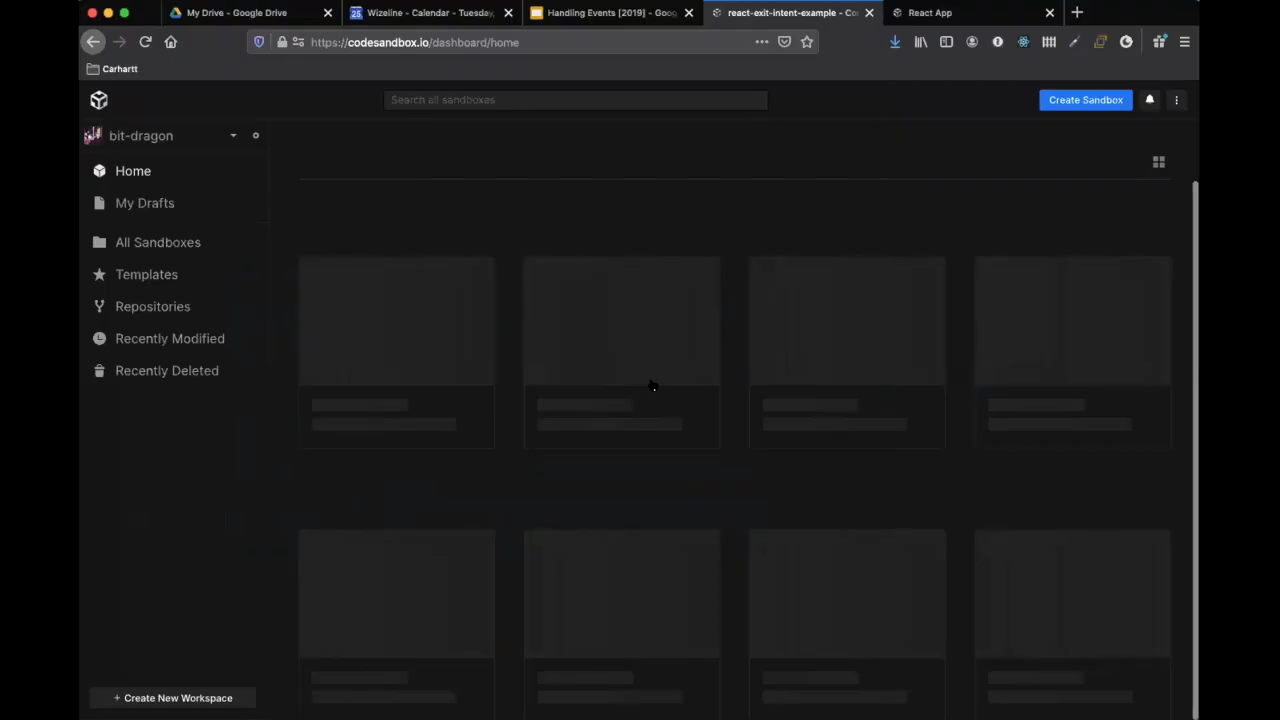 My Drive - Google Drive
Wizeline - Calendar - Tuesday,
Handling Events [2019] - Goog
react-exit-intent-example - Co
React App
https://codesandbox.io/dashboard/home
Carhartt
Search all sandboxes
Create Sandbox
bit-dragon
Home
My Drafts
All Sandboxes
Templates
Repositories
Recently Modified
Recently Deleted
+ Create New Workspace